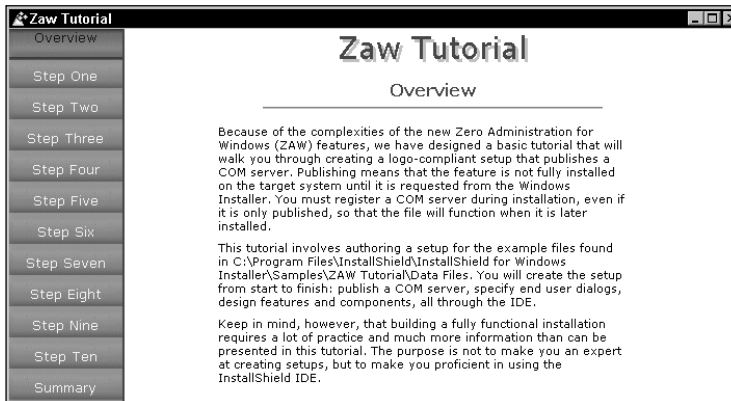 Zaw Tutorial
Overview
Step One
Step Two
Step Three
Step Four
Step Five
Step Six
Step Seven
Step Eight
Step Nine
Step Ten
Summary
Zaw Tutorial
Overview
Because of the complexities of the new Zero Administration for
Windows (ZAW) features, we have designed a basic tutorial that will
walk you through creating a logo-compliant setup that publishes a
COM server. Publishing means that the feature is not fully installed
on the target system until it is requested from the Windows
Installer. You must register a COM server during installation, even if
it is only published, so that the file will function when it is later
installed.
This tutorial involves authoring a setup for the example files found
in C:\Program Files\InstallShield\InstallShield for Windows
Installer\Samples\ZAW Tutorial\Data Files. You will create the setup
from start to finish: publish a COM server, specify end user dialogs,
design features and components, all through the IDE.
Keep in mind, however, that building a fully functional installation
requires a lot of practice and much more information than can be
presented in this tutorial. The purpose is not to make you an expert
at creating setups, but to make you proficient in using the
InstallShield IDE.